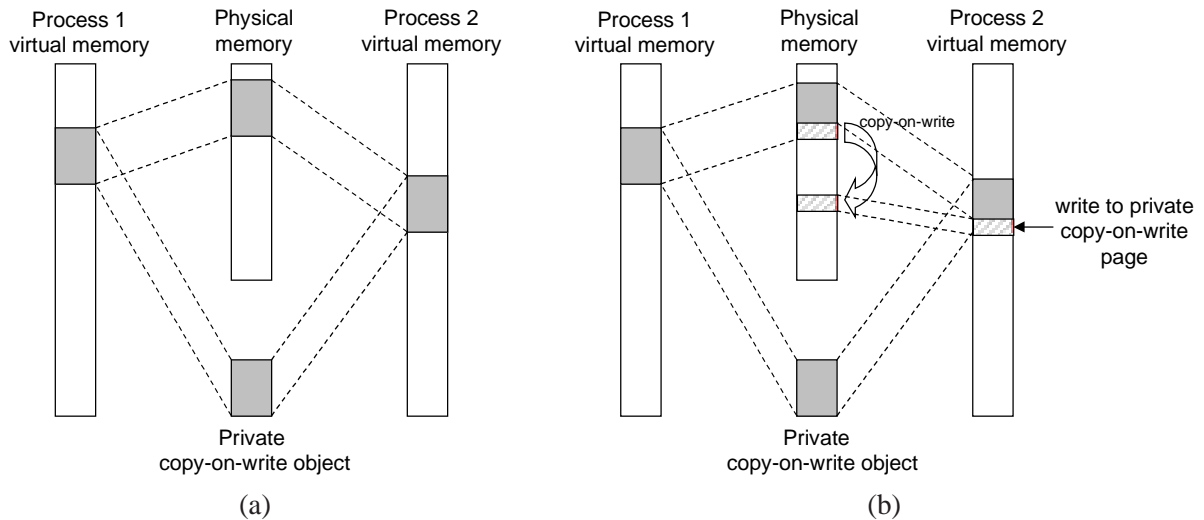 Process 1
virtual memory
Physical
memory
Process 2
virtual memory
Private
copy-on-write object
(a)
Process 1
virtual memory
Physical
memory
Process 2
virtual memory
copy-on-write
write to private
copy-on-write
page
Private
copy-on-write object
(b)